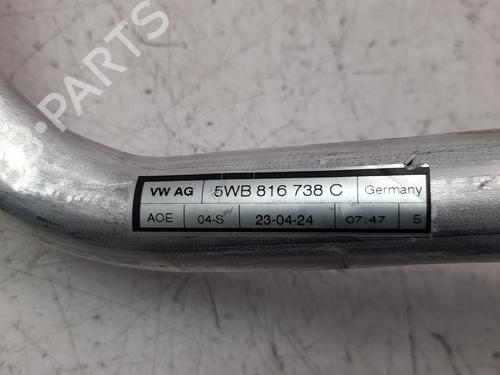 VW AG 5WB 816 738 C Germany
AOE 04-S 23-04-24 07:47 5
B-Parts